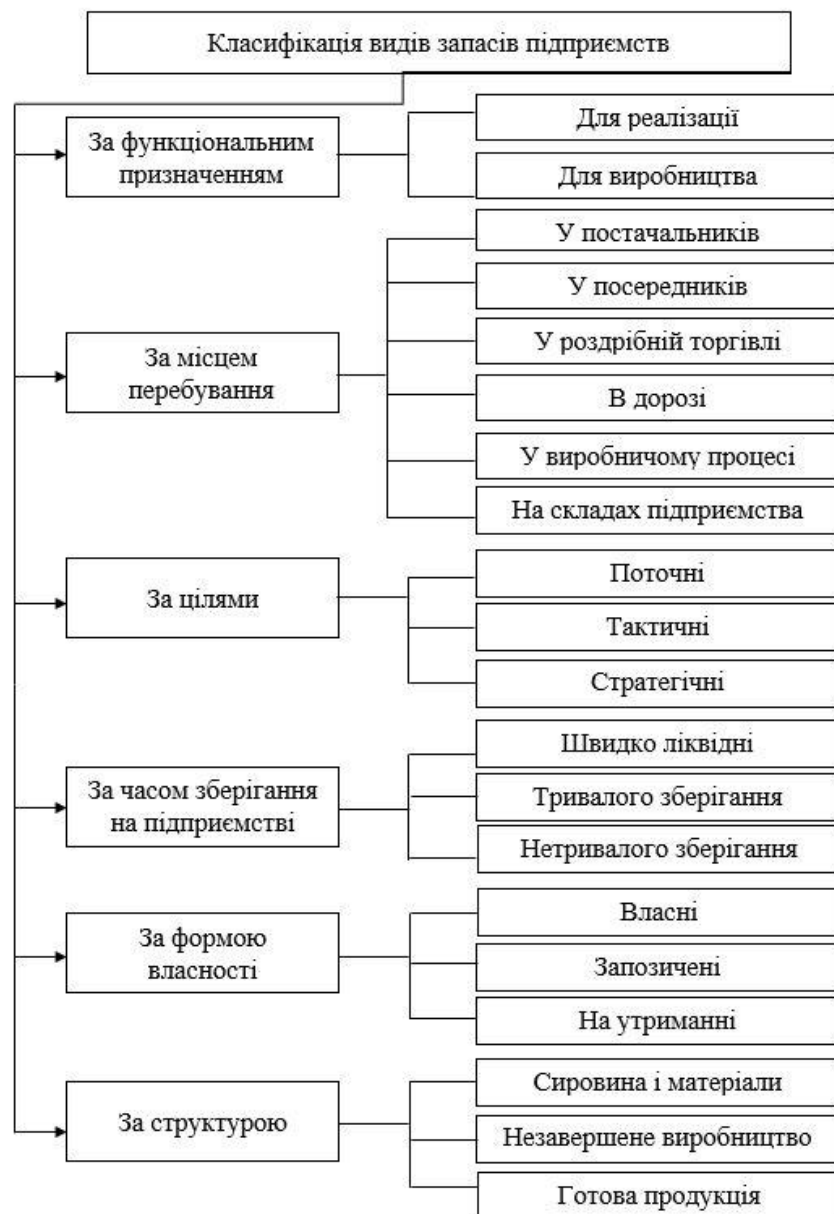 Класифікація видів запасів підприємств
За функціональним
призначенням
Для реалізації
Для виробництва
За місцем
перебування
У постачальників
У посередників
У роздрібній торгівлі
В дорозі
У виробничому процесі
На складах підприємства
За цілями
Поточні
Тактичні
Стратегічні
За часом зберігання
на підприємстві
Швидко ліквідні
Тривалого зберігання
Нетривалого зберігання
За формою
власності
Власні
Запозичені
На утриманні
За структурою
Сировина і матеріали
Незавершене виробництво
Готова продукція